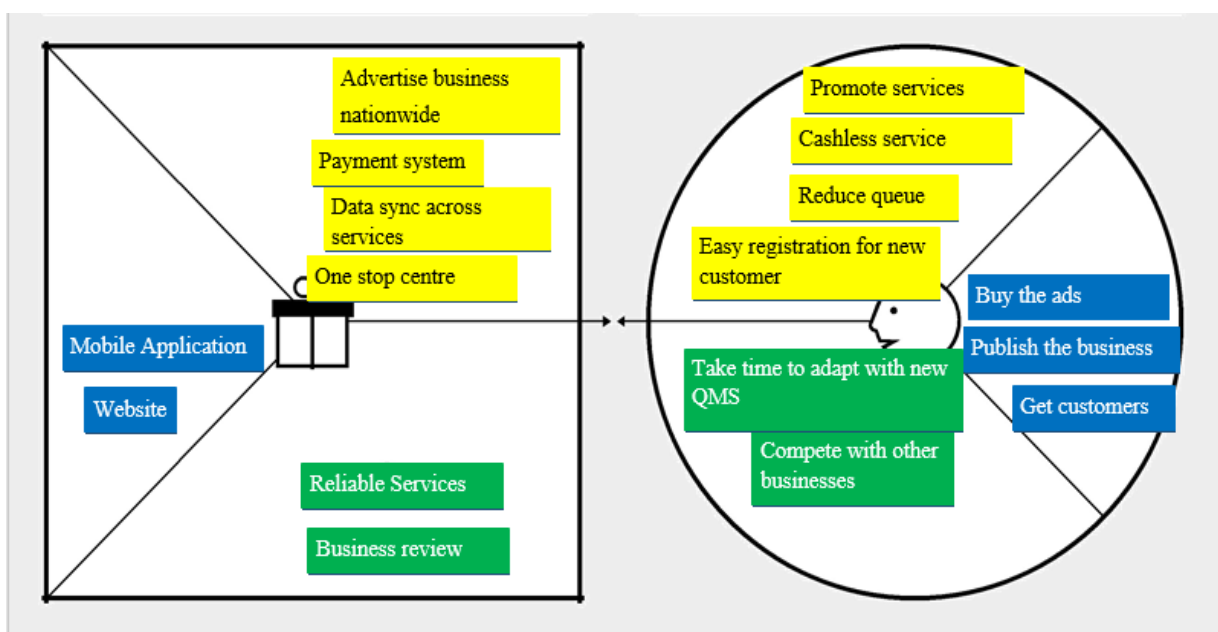 Advertise business
nationwide
Payment system
Data sync across
services
One stop centre
Mobile Application
Website
Reliable Services
Business review
Promote services
Cashless service
Reduce queue
Easy registration for new
customer
Buy the ads
Publish the business
Get customers
Take time to adapt with new
QMS
Compete with other
businesses